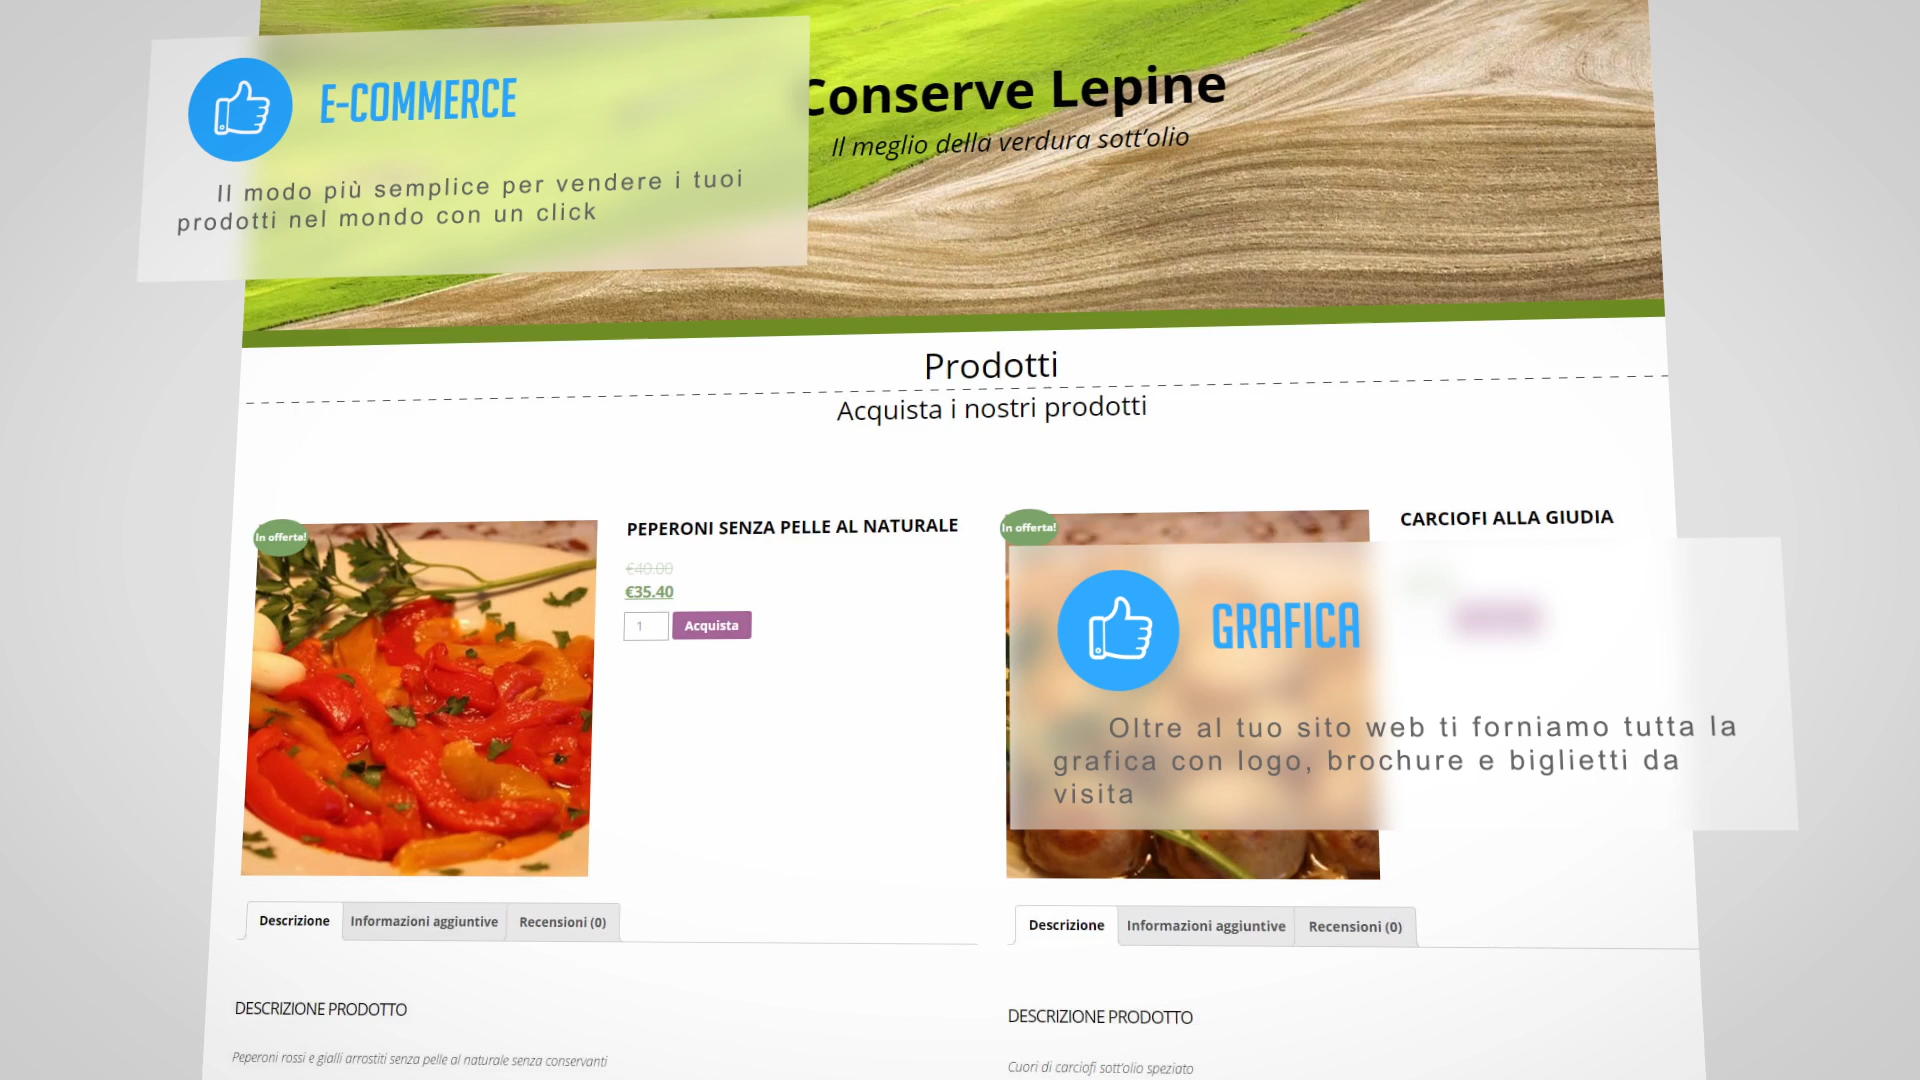 E-COMMERCE
Il modo più semplice per vendere i tuoi
prodotti nel mondo con un click
Conserve Lepine
Il meglio della verdura sott'olio
Prodotti
Acquista i nostri prodotti
In offerta!
PEPERONI SENZA PELLE AL NATURALE
€40.00
€35.40
1
Acquista
In offerta!
CARCIOFI ALLA GIUDIA
GRAFICA
Oltre al tuo sito web ti forniamo tutta la
grafica con logo, brochure e biglietti da
visita
Descrizione
Informazioni aggiuntive
Recensioni (0)
Descrizione
Informazioni aggiuntive
Recensioni (0)
DESCRIZIONE PRODOTTO
Peperoni rossi e gialli arrostiti senza pelle al naturale senza conservanti
DESCRIZIONE PRODOTTO
Cuori di carciofi sott'olio speziato